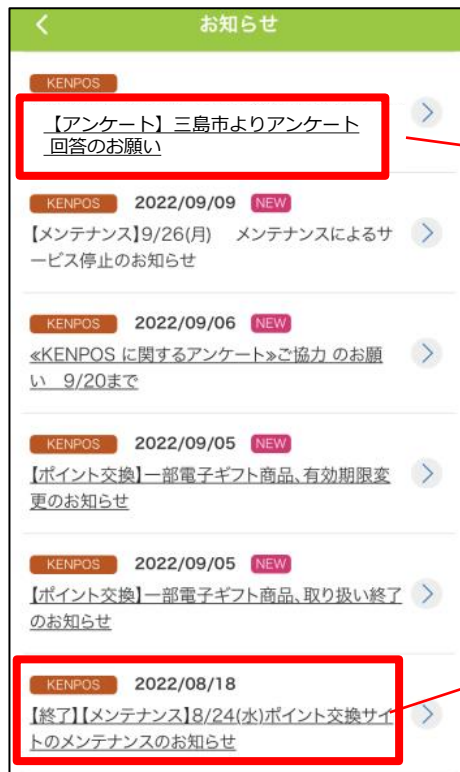 お知らせ
KENPOS
【アンケート】三島市よりアンケート
回答のお願い
KENPOS 2022/09/09 NEW
【メンテナンス】9/26(月)　メンテナンスによるサ
ービス停止のお知らせ
KENPOS 2022/09/06 NEW
≪KENPOS に関するアンケート≫ご協力 のお願
い　9/20まで
KENPOS 2022/09/05 NEW
【ポイント交換】一部電子ギフト商品、有効期限変
更のお知らせ
KENPOS 2022/09/05 NEW
【ポイント交換】一部電子ギフト商品、取り扱い終了
のお知らせ
KENPOS 2022/08/18
【終了】【メンテナンス】8/24(水)ポイント交換サイ
トのメンテナンスのお知らせ